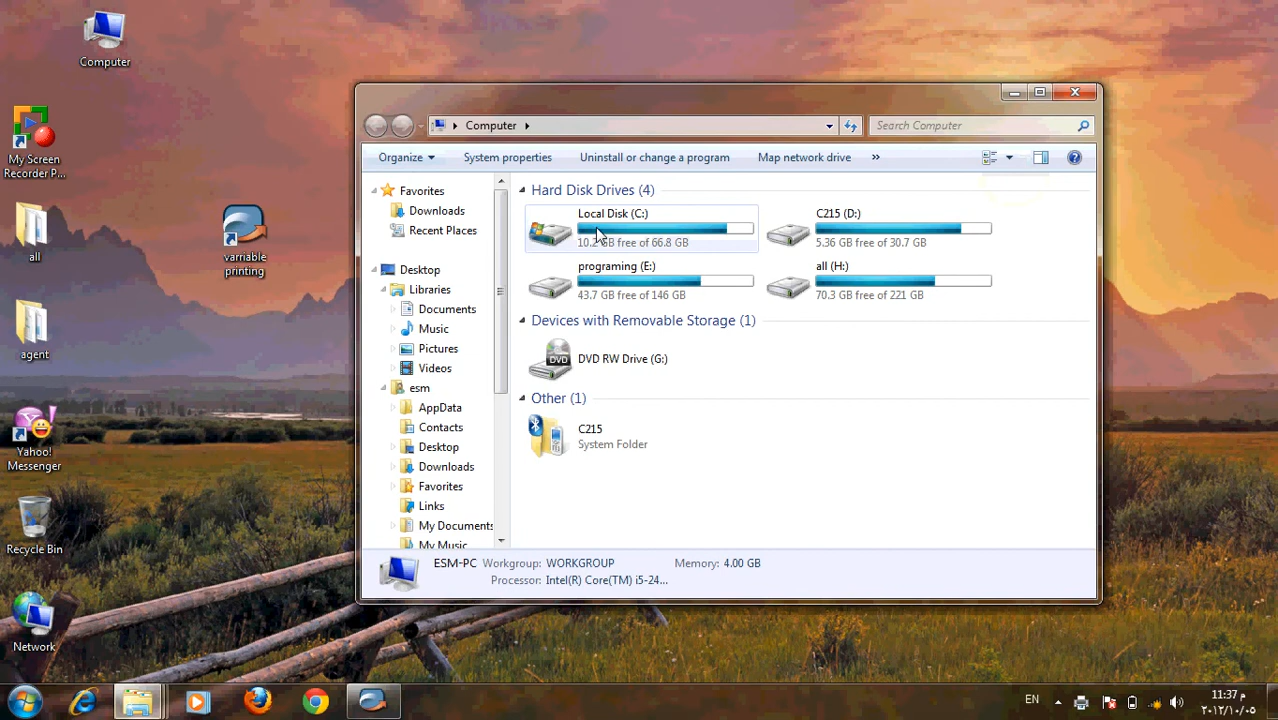 Computer
My Screen
Recorder P...
all
agent
Yahoo!
Messenger
Recycle Bin
Network
varriable
printing
Computer
Search Computer
Organize
System properties
Uninstall or change a program
Map network drive
»
Favorites
Downloads
Recent Places
Desktop
Libraries
Documents
Music
Pictures
Videos
esm
AppData
Contacts
Desktop
Downloads
Favorites
Links
My Documents
My Music
Hard Disk Drives (4)
Local Disk (C:)
10.2 GB free of 66.8 GB
C215 (D:)
5.36 GB free of 30.7 GB
programing (E:)
43.7 GB free of 146 GB
all (H:)
70.3 GB free of 221 GB
Devices with Removable Storage (1)
DVD
DVD RW Drive (G:)
Other (1)
C215
System Folder
ESM-PC Workgroup: WORKGROUP Memory: 4.00 GB
Processor: Intel(R) Core(TM) i5-24...
EN
11:37 م
٢٠١٢/١٠/٠٥